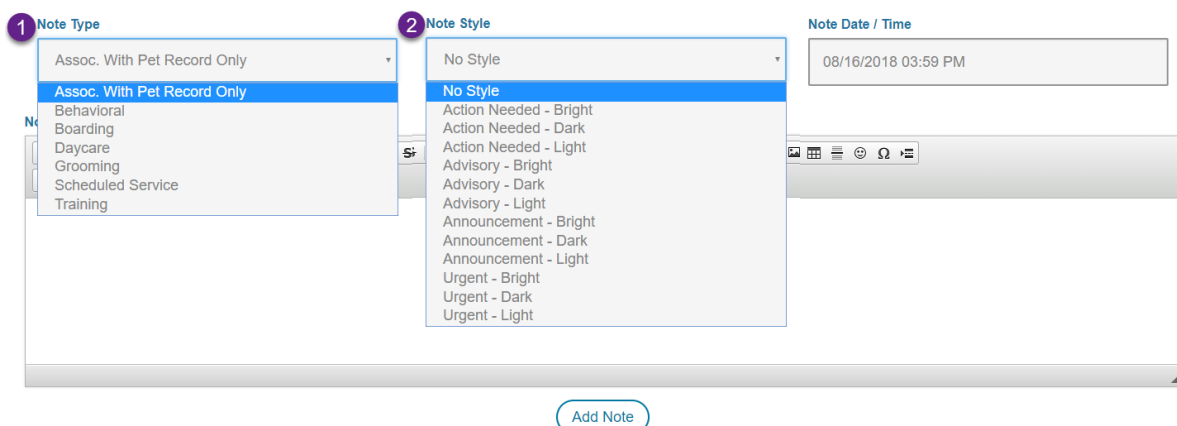 1 Note Type
2 Note Style
Note Date / Time
Assoc. With Pet Record Only
No Style
08/16/2018 03:59 PM
Assoc. With Pet Record Only
Behavioral
Boarding
Daycare
Grooming
Scheduled Service
Training
No Style
Action Needed - Bright
Action Needed - Dark
Action Needed - Light
Advisory - Bright
Advisory - Dark
Advisory - Light
Announcement - Bright
Announcement - Dark
Announcement - Light
Urgent - Bright
Urgent - Dark
Urgent - Light
S
Ω
Add Note